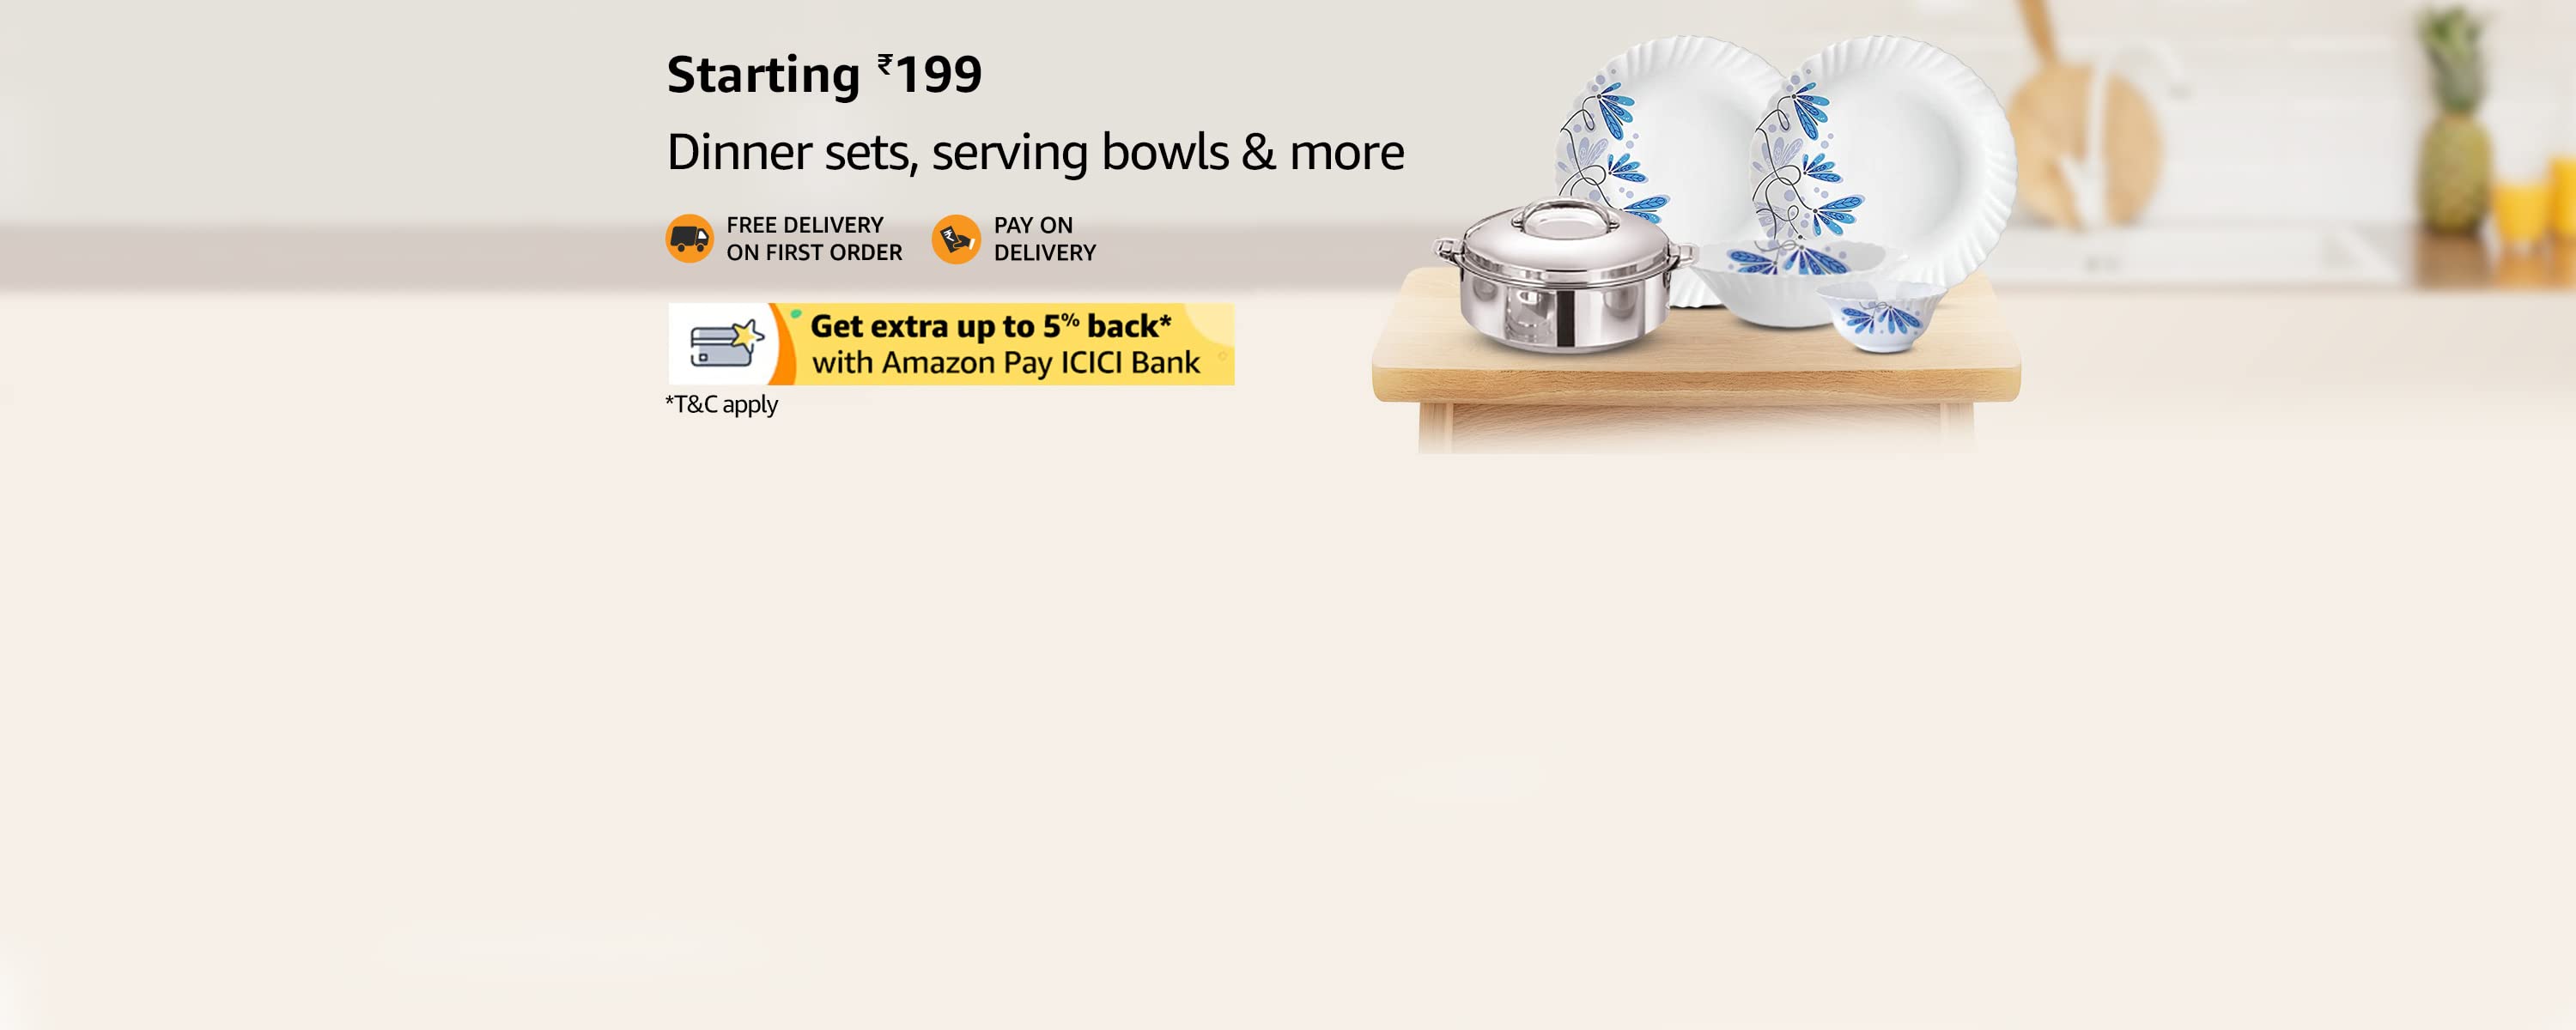 Starting ₹199
Dinner sets, serving bowls & more
FREE DELIVERY
ON FIRST ORDER
PAY ON
DELIVERY
Get extra up to 5% back*
with Amazon Pay ICICI Bank
*T&C apply